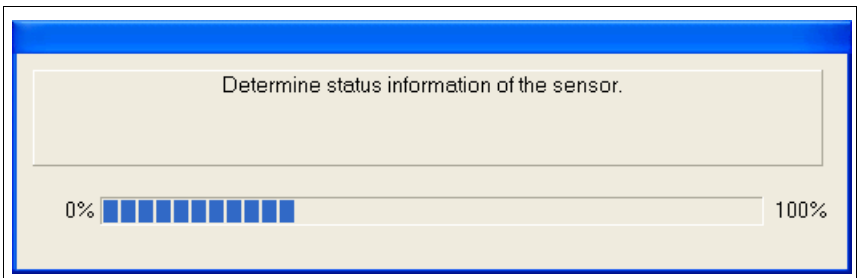 Determine status information of the sensor.
0% 100%